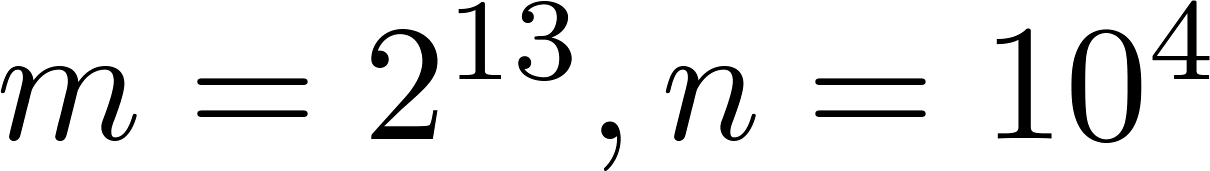 m = 2^{13}, n = 10^4